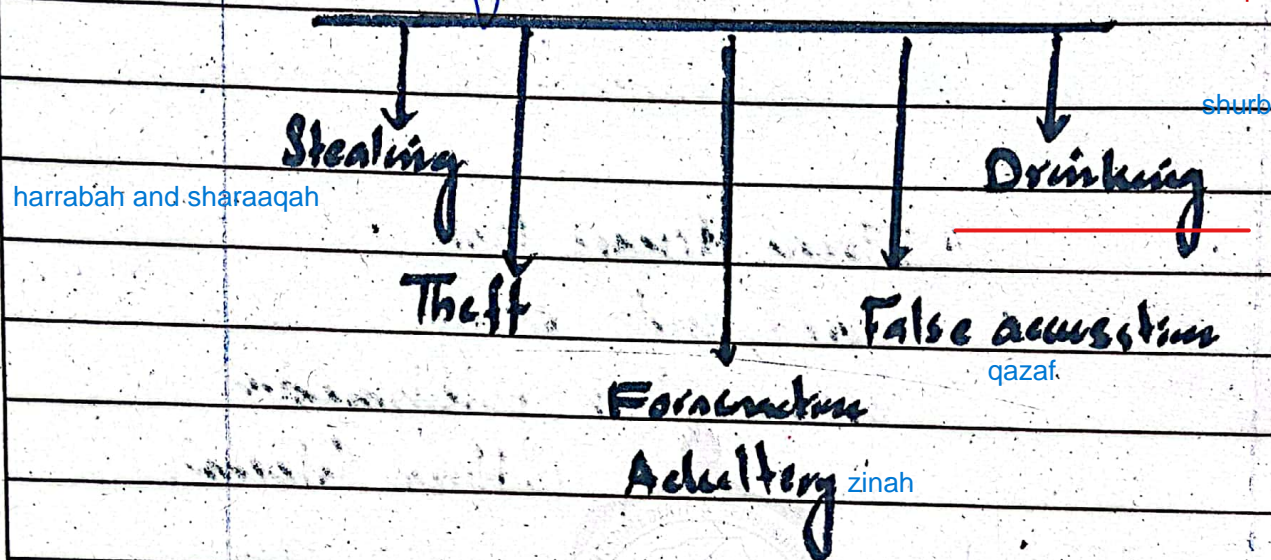 shurb
Stealing
Drinking
harrabah and sharaaqah
Theft
False accusation
qazaf
Fornication
Adultery zinah